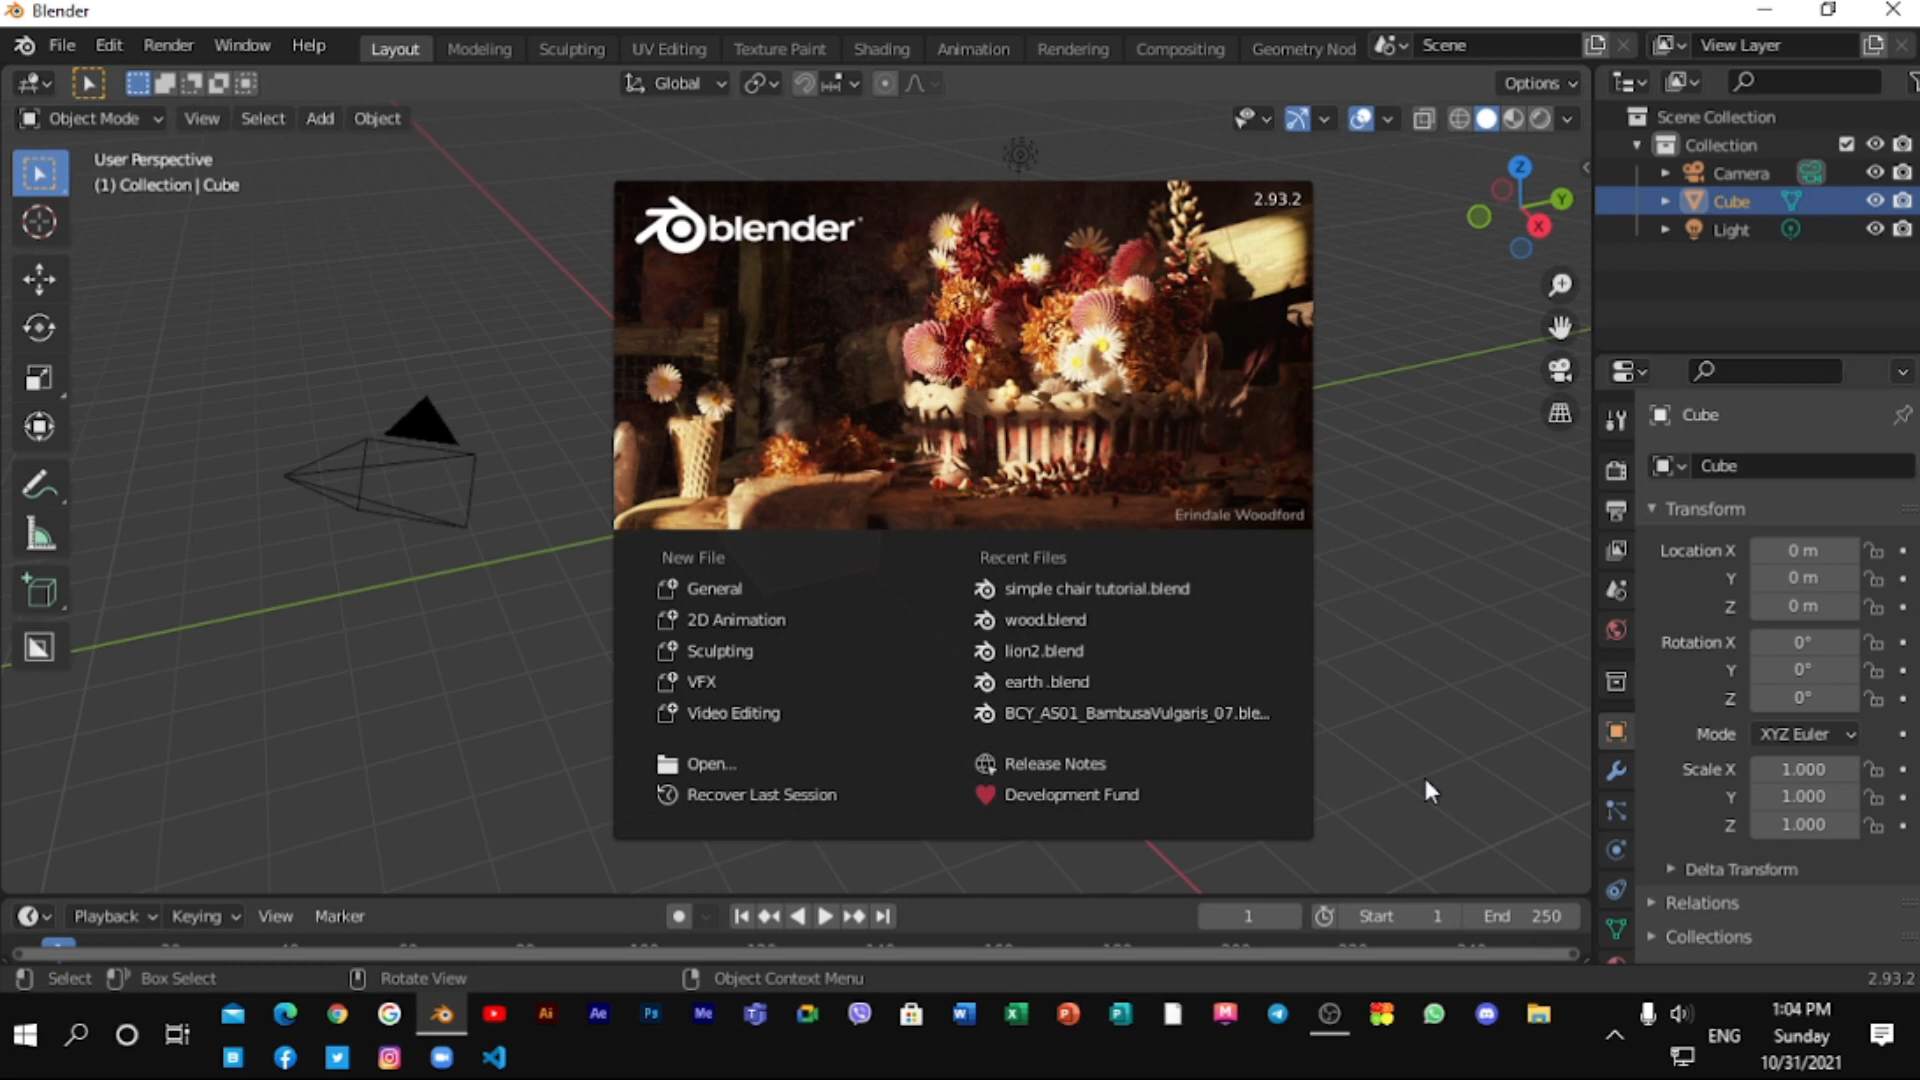 Blender
File Edit Render Window Help Layout Modeling Sculpting UV Editing Texture Paint Shading Animation Rendering Compositing Geometry Nod Scene View Layer
Global Options
Object Mode View Select Add Object
User Perspective
(1) Collection | Cube
Z
Y
X
blender
2.93.2
Erindale Woodford
New File
General
2D Animation
Sculpting
VFX
Video Editing
Open...
Recover Last Session
Recent Files
simple chair tutorial.blend
wood.blend
lion2.blend
earth .blend
BCY_AS01_BambusaVulgaris_07.ble...
Release Notes
Development Fund
Scene Collection
Collection
Camera
Cube
Light
Cube
Cube
Transform
Location X 0 m
Y 0 m
Z 0 m
Rotation X 0°
Y 0°
Z 0°
Mode XYZ Euler
Scale X 1.000
Y 1.000
Z 1.000
Delta Transform
Relations
Collections
Playback Keying View Marker 1 Start 1 End 250
Select Box Select Rotate View Object Context Menu 2.93.2
Ai Ae Ps Me
ENG
1:04 PM
Sunday
10/31/2021